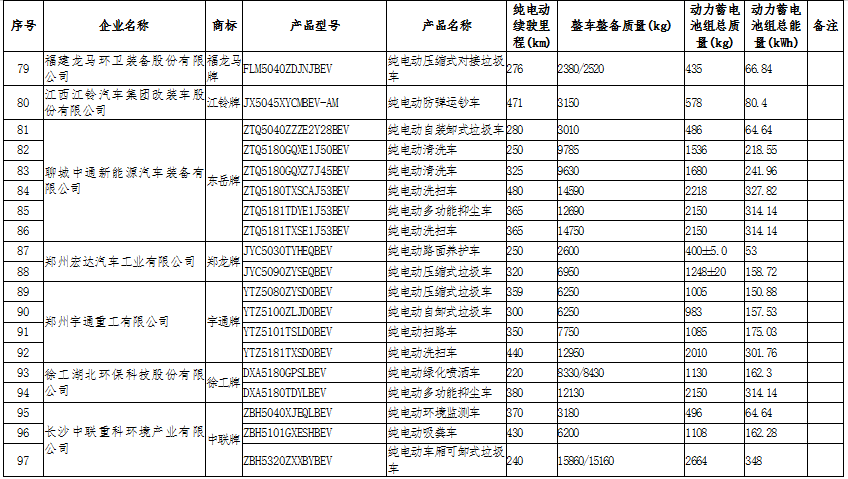 序号 企业名称 商标 产品型号 产品名称 纯电动续驶里程(km) 整车整备质量(kg) 动力蓄电池组总质量(kg) 动力蓄电池组总能量(kWh) 备注
79 福建龙马环卫装备股份有限公司 福龙马牌 FLM5040ZDJNJBEV 纯电动压缩式对接垃圾车 276 2380/2520 435 66.84
80 江西江铃汽车集团改装车股份有限公司 江铃牌 JX5045XYCMBEV-AM 纯电动防弹运钞车 471 3150 578 80.4
81 聊城中通新能源汽车装备有限公司 东岳牌 ZTQ5040ZZZE2Y28BEV 纯电动自装卸式垃圾车 280 3010 486 64.64
82 ZTQ5180GQXE1J50BEV 纯电动清洗车 250 9785 1536 218.55
83 ZTQ5180GQXZ7J45BEV 纯电动清洗车 325 9630 1680 241.96
84 ZTQ5180TXSCAJ53BEV 纯电动洗扫车 480 14590 2218 327.82
85 ZTQ5181TDYE1J53BEV 纯电动多功能抑尘车 365 12690 2150 314.14
86 ZTQ5181TXSE1J53BEV 纯电动洗扫车 365 14750 2150 314.14
87 郑州宏达汽车工业有限公司 郑龙牌 JYC5030TYHEQBEV 纯电动路面养护车 250 2600 400±5.0 53
88 JYC5090ZYSEQBEV 纯电动压缩式垃圾车 320 6950 1248±20 158.72
89 郑州宇通重工有限公司 宇通牌 YTZ5080ZYSD0BEV 纯电动压缩式垃圾车 359 6250 1005 150.88
90 YTZ5100ZLJD0BEV 纯电动自卸式垃圾车 300 6250 983 157.53
91 YTZ5101TSLD0BEV 纯电动扫路车 350 7750 1085 175.03
92 YTZ5181TXSD0BEV 纯电动洗扫车 440 12950 2010 301.76
93 徐工湖北环保科技股份有限公司 徐工牌 DXA5180GPSLBEV 纯电动绿化喷洒车 220 8330/8430 1130 162.3
94 DXA5180TDYLBEV 纯电动多功能抑尘车 380 12130 2150 314.14
95 长沙中联重科环境产业有限公司 中联牌 ZBH5040XJBQLBEV 纯电动环境监测车 370 3180 496 64.64
96 ZBH5101GXESHBEV 纯电动吸粪车 430 6200 1108 162.28
97 ZBH5320ZXXBYBEV 纯电动车厢可卸式垃圾车 240 15860/15160 2664 348